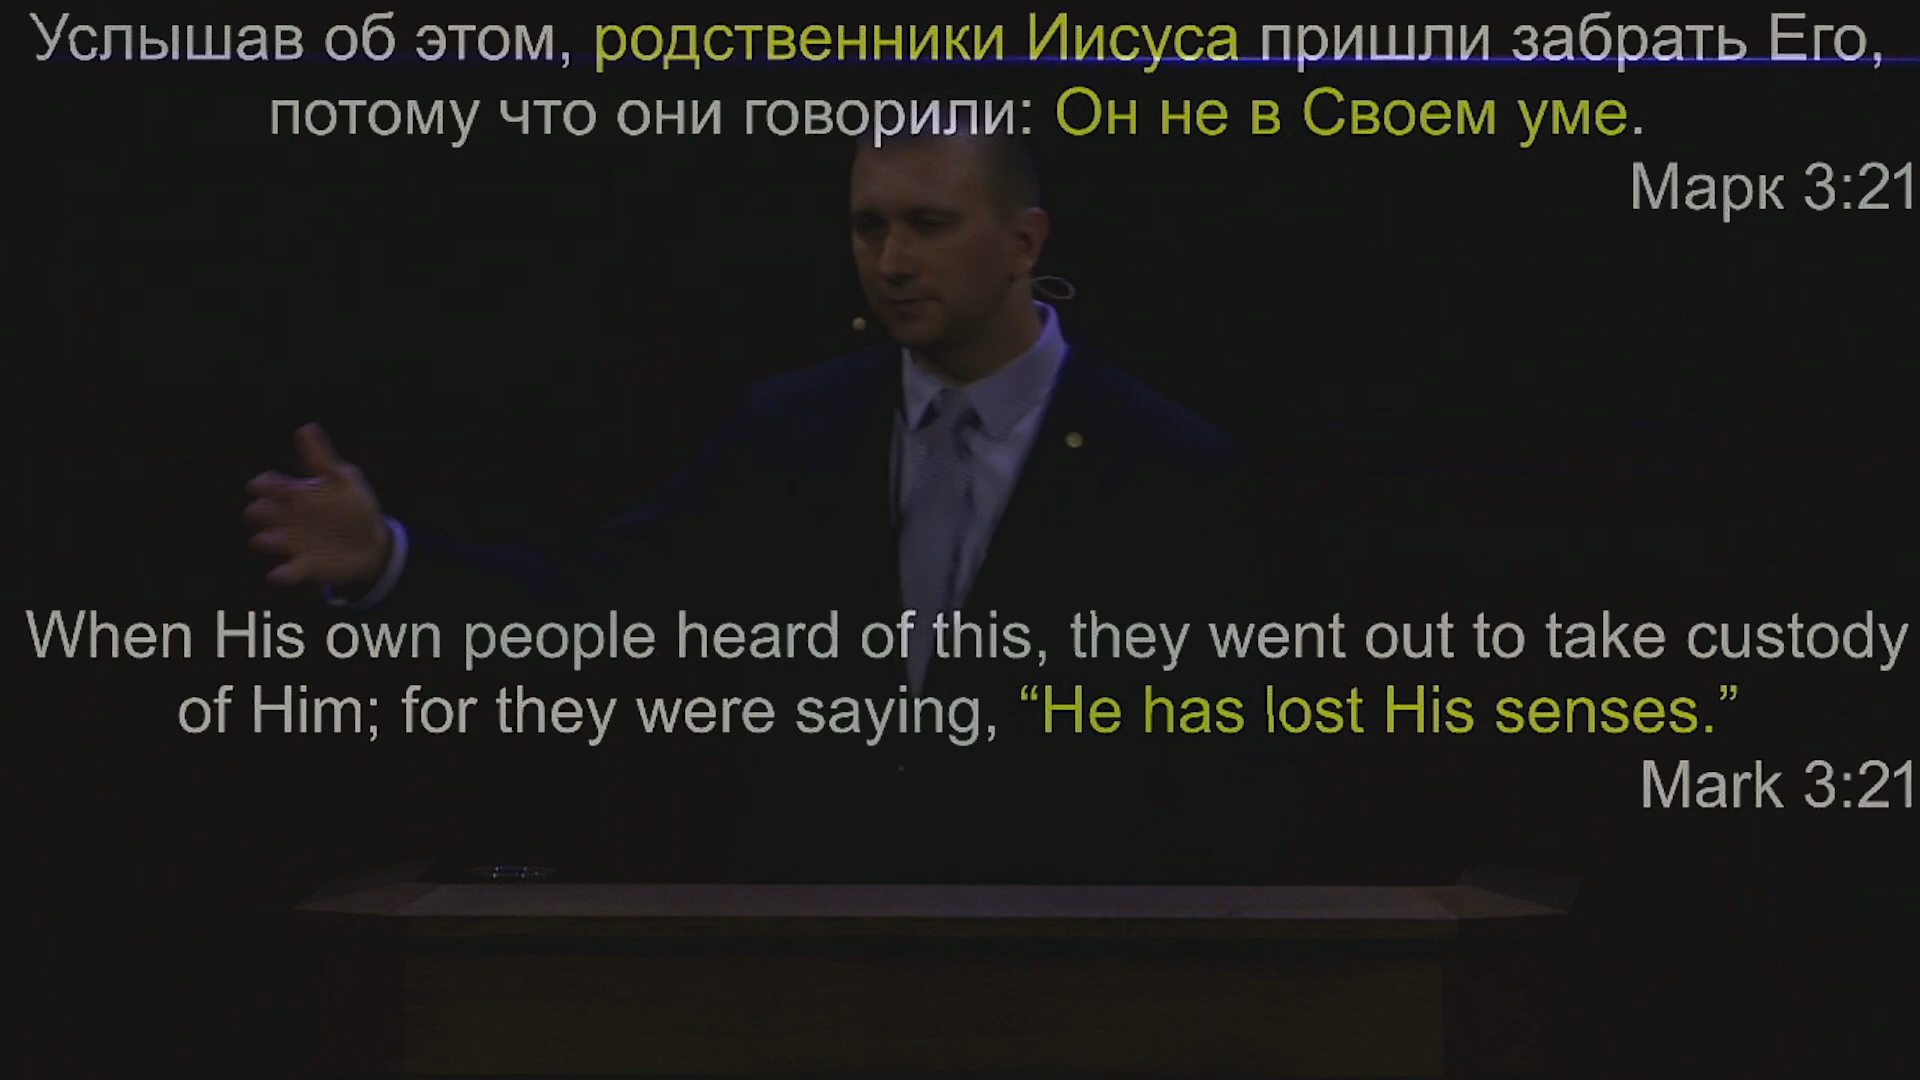 Услышав об этом, родственники Иисуса пришли забрать Его,
потому что они говорили: Он не в Своем уме.
Марк 3:21
When His own people heard of this, they went out to take custody
of Him; for they were saying, “He has lost His senses.”
Mark 3:21